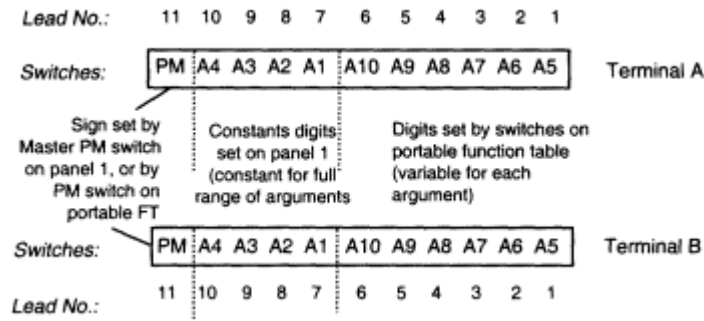 Lead No.: 11 10 9 8 7 6 5 4 3 2 1
Switches: PM A4 A3 A2 A1 A10 A9 A8 A7 A6 A5 Terminal A
Sign set by
Master PM switch
on panel 1, or by
PM switch on
portable FT
Constants digits
set on panel 1
(constant for full
range of arguments
Digits set by switches on
portable function table
(variable for each
argument)
Switches: PM A4 A3 A2 A1 A10 A9 A8 A7 A6 A5 Terminal B
Lead No.: 11 10 9 8 7 6 5 4 3 2 1